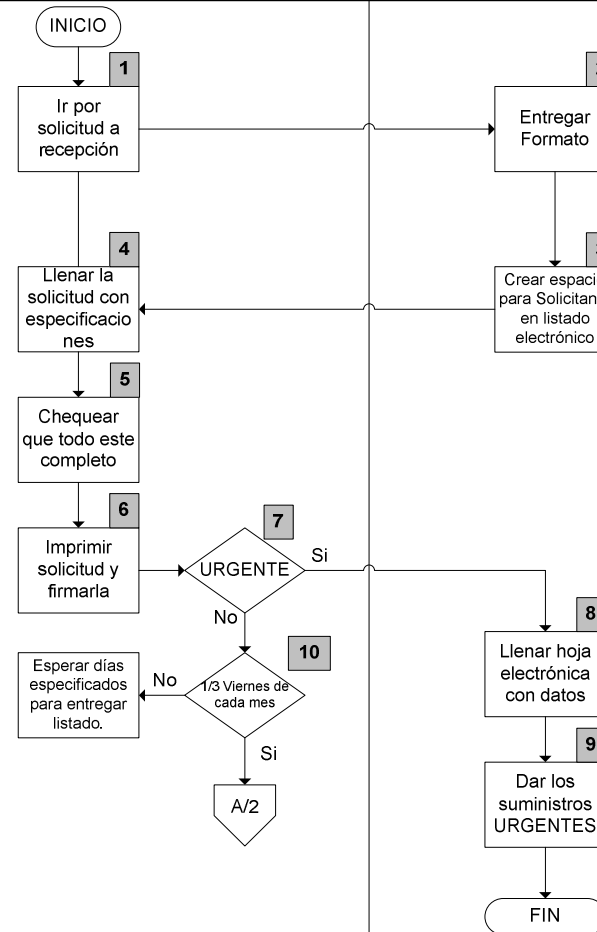 INICIO
1
Ir por
solicitud a
recepción
Entregar
Formato
4
Llenar la
solicitud con
especificacio
nes
Crear espaci
para Solicitan
en listado
electrónico
5
Chequear
que todo este
completo
6
Imprimir
solicitud y
firmarla
7
URGENTE
Si
No
8
Llenar hoja
electrónica
con datos
10
1/3 Viernes de
cada mes
No
Esperar días
especificados
para entregar
listado.
Si
A/2
9
Dar los
suministros
URGENTES
FIN